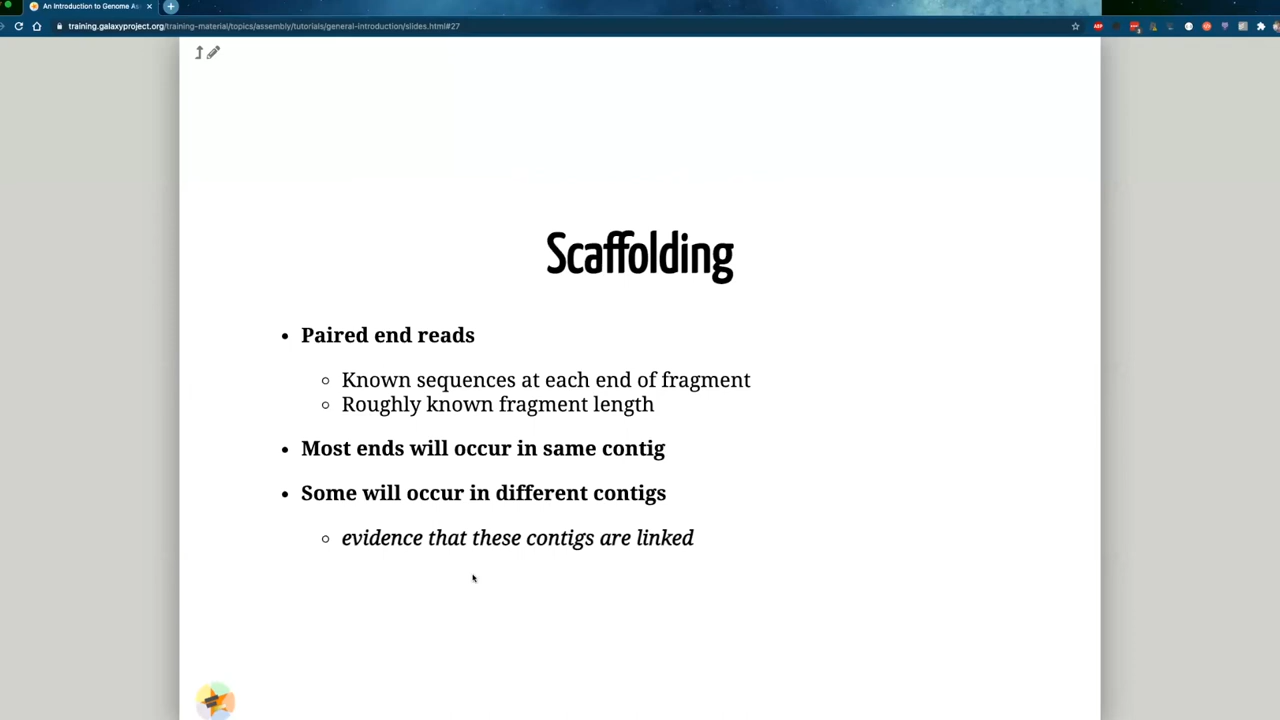 An Introduction to Genome As
training.galaxyproject.org/training-material/topics/assembly/tutorials/general-introduction/slides.html#27
Scaffolding
Paired end reads
Known sequences at each end of fragment
Roughly known fragment length
Most ends will occur in same contig
Some will occur in different contigs
evidence that these contigs are linked